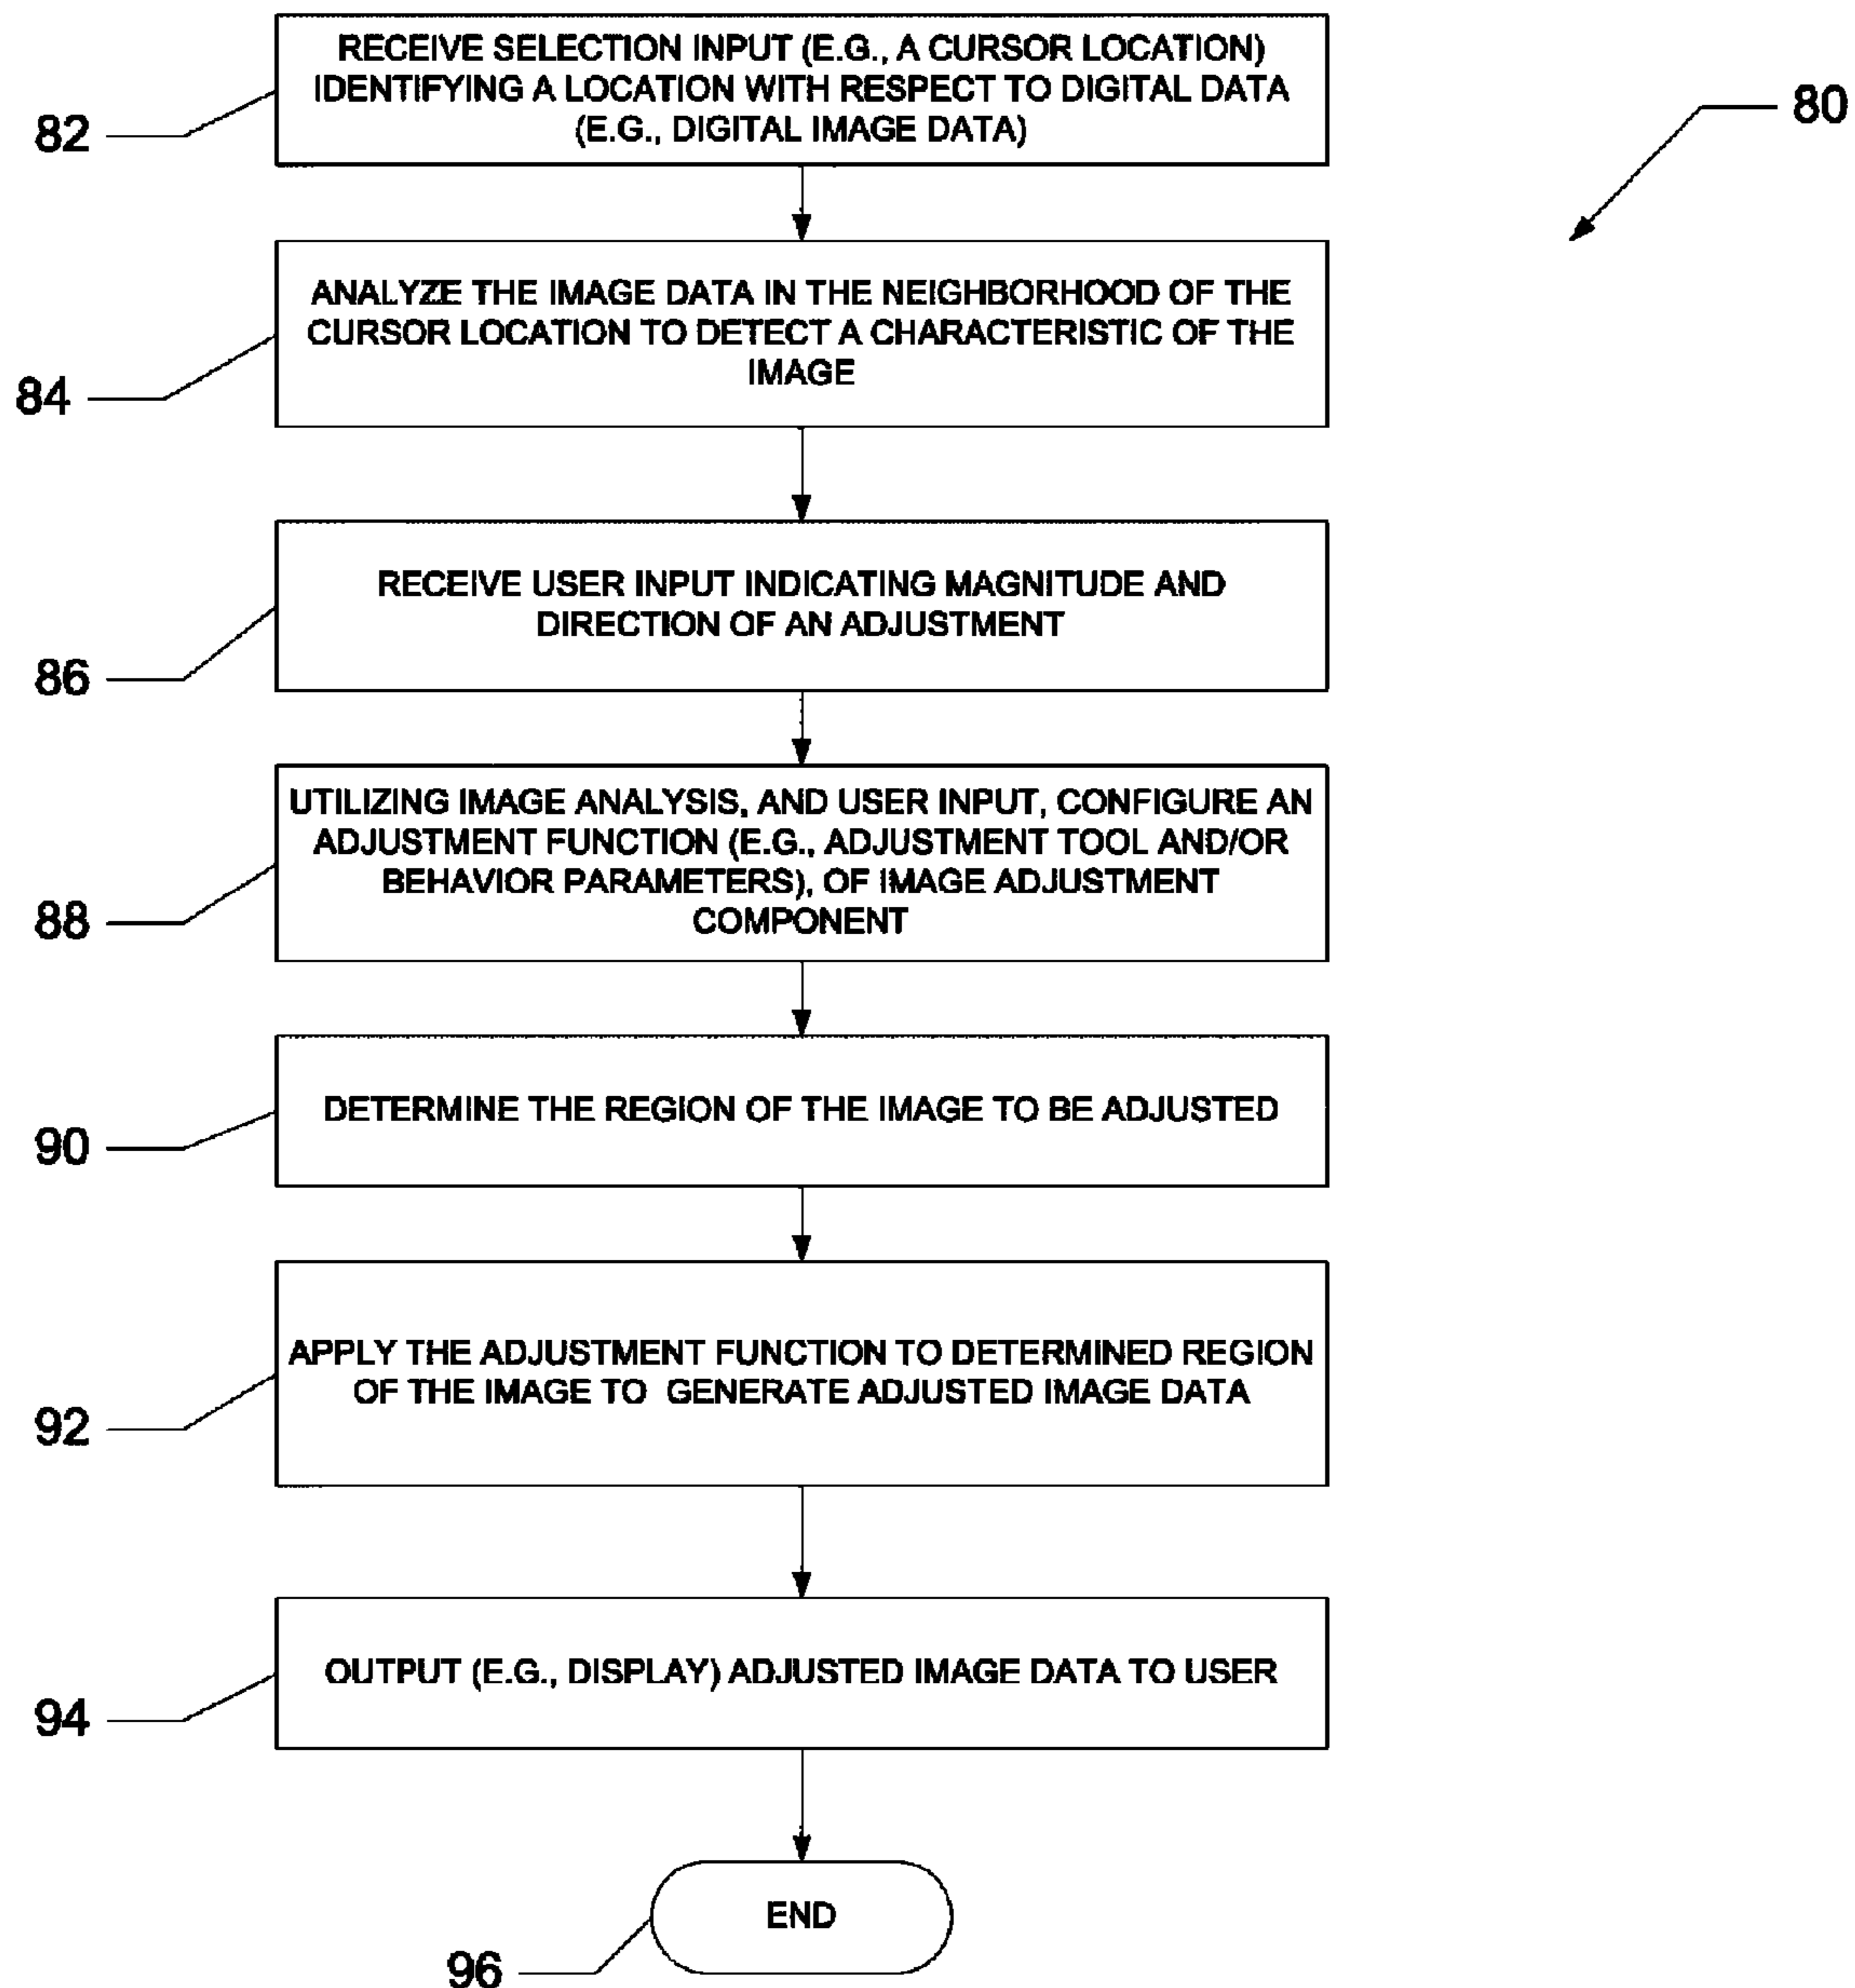 RECEIVE SELECTION INPUT (E.G., A CURSOR LOCATION)
IDENTIFYING A LOCATION WITH RESPECT TO DIGITAL DATA
(E.G., DIGITAL IMAGE DATA)
82
80
ANALYZE THE IMAGE DATA IN THE NEIGHBORHOOD OF THE
CURSOR LOCATION TO DETECT A CHARACTERISTIC OF THE
IMAGE
84
RECEIVE USER INPUT INDICATING MAGNITUDE AND
DIRECTION OF AN ADJUSTMENT
86
UTILIZING IMAGE ANALYSIS, AND USER INPUT, CONFIGURE AN
ADJUSTMENT FUNCTION (E.G., ADJUSTMENT TOOL AND/OR
BEHAVIOR PARAMETERS), OF IMAGE ADJUSTMENT
COMPONENT
88
DETERMINE THE REGION OF THE IMAGE TO BE ADJUSTED
90
APPLY THE ADJUSTMENT FUNCTION TO DETERMINED REGION
OF THE IMAGE TO GENERATE ADJUSTED IMAGE DATA
92
OUTPUT (E.G., DISPLAY) ADJUSTED IMAGE DATA TO USER
94
END
96